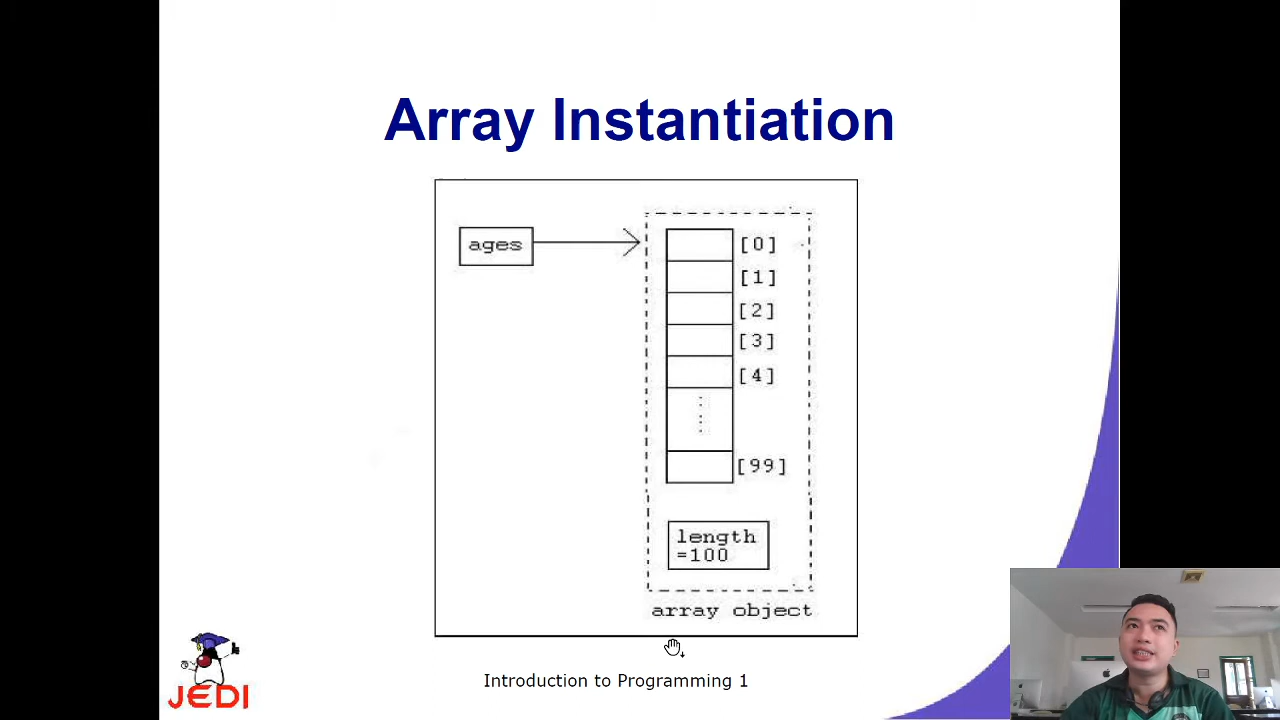 Array Instantiation
ages
[0]
[1]
[2]
[3]
[4]
[99]
length
=100
array object
JEDI
Introduction to Programming 1